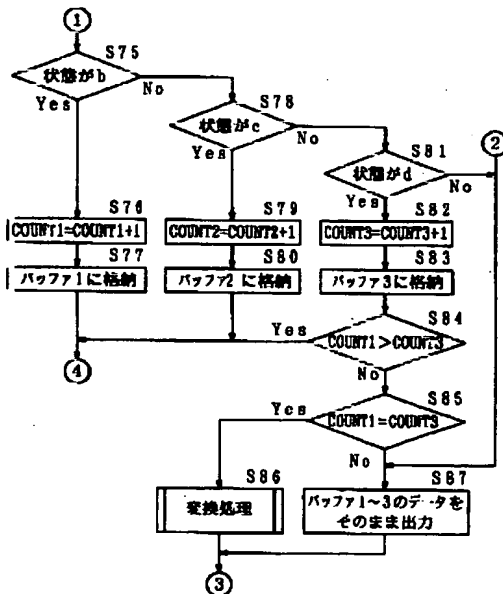 ①
S75
状態がb
Yes
No
S78
状態がc
Yes
No
②
S81
状態がd
Yes
No
S76
COUNT1=COUNT1+1
S79
COUNT2=COUNT2+1
S82
COUNT3=COUNT3+1
S77
バッファ1に格納
S80
バッファ2に格納
S83
バッファ3に格納
S84
COUNT1>COUNT3
Yes
No
④
S85
COUNT1=COUNT3
Yes
No
S86
変換処理
S87
バッファ1~3のデータを
そのまま出力
③